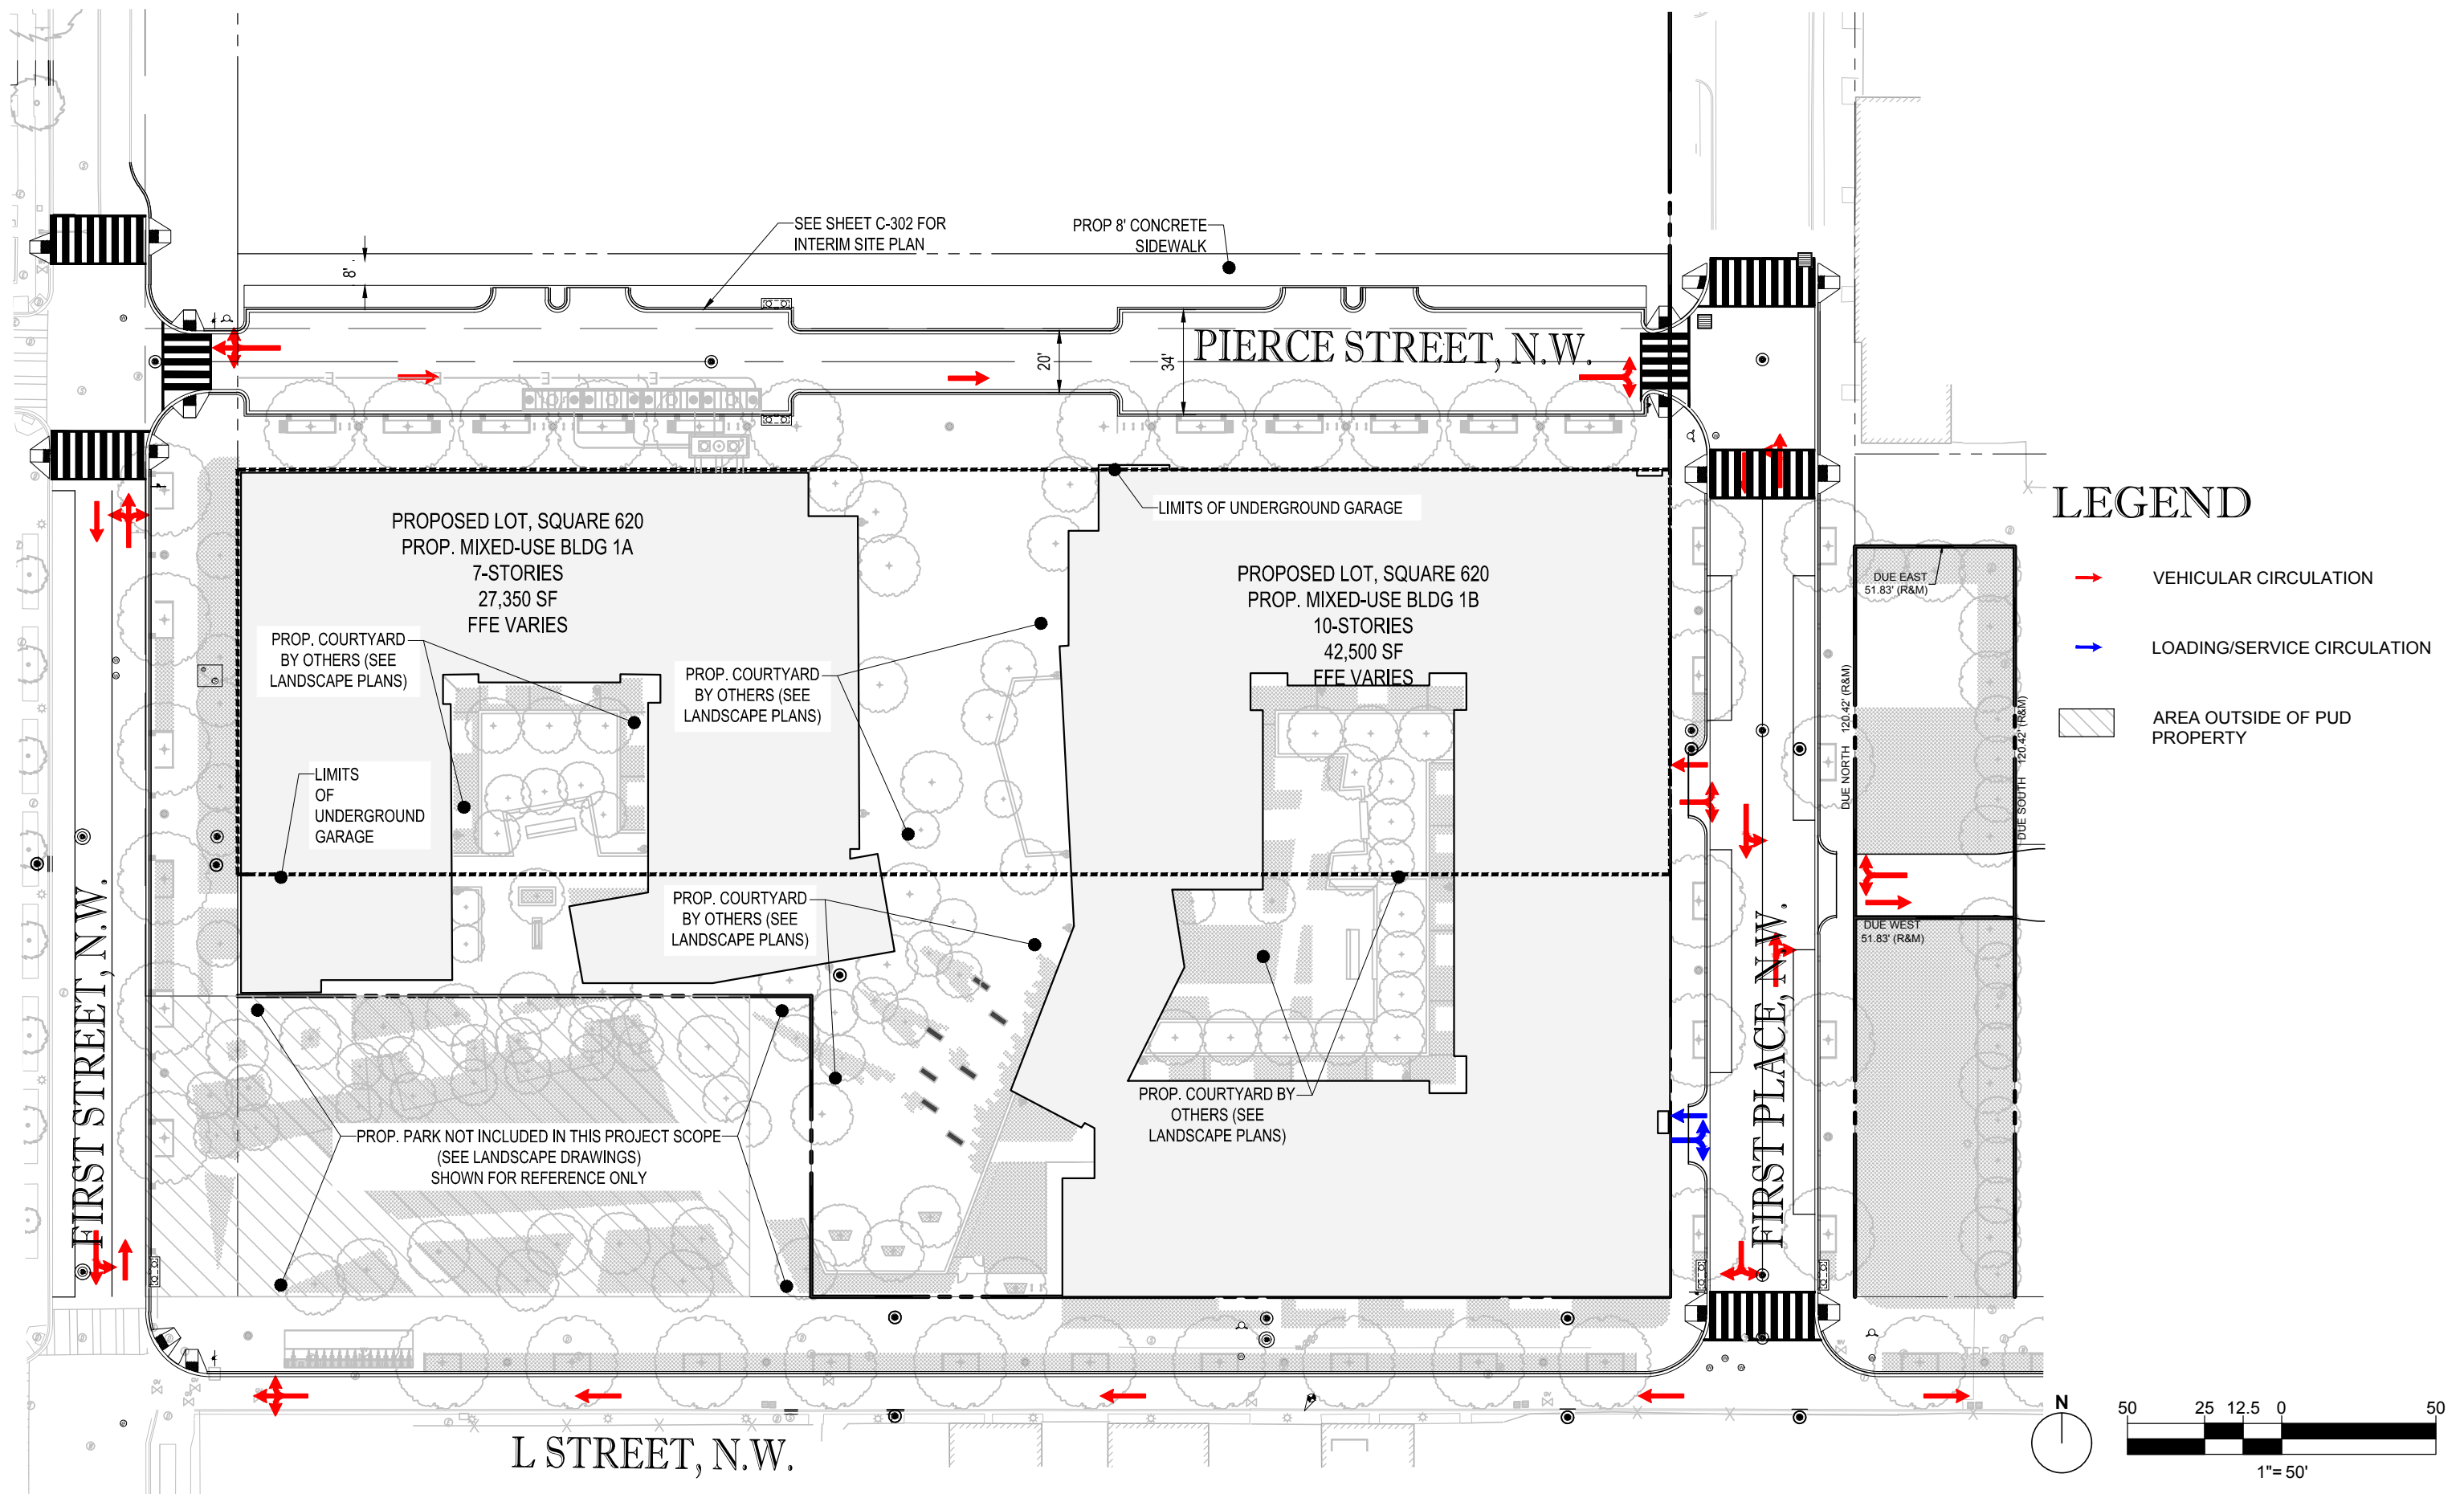 SEE SHEET C-302 FOR
INTERIM SITE PLAN
PROP 8' CONCRETE
SIDEWALK
8'
20'
34'
PIERCE STREET, N.W.
LIMITS OF UNDERGROUND GARAGE
PROPOSED LOT, SQUARE 620
PROP. MIXED-USE BLDG 1A
7-STORIES
27,350 SF
FFE VARIES
PROP. COURTYARD
BY OTHERS (SEE
LANDSCAPE PLANS)
PROP. COURTYARD
BY OTHERS (SEE
LANDSCAPE PLANS)
PROPOSED LOT, SQUARE 620
PROP. MIXED-USE BLDG 1B
10-STORIES
42,500 SF
FFE VARIES
LIMITS
OF
UNDERGROUND
GARAGE
PROP. COURTYARD
BY OTHERS (SEE
LANDSCAPE PLANS)
PROP. COURTYARD BY
OTHERS (SEE
LANDSCAPE PLANS)
PROP. PARK NOT INCLUDED IN THIS PROJECT SCOPE
(SEE LANDSCAPE DRAWINGS)
SHOWN FOR REFERENCE ONLY
FIRST STREET, N.W.
FIRST PLACE, N.W.
L STREET, N.W.
DUE EAST
51.83' (R&M)
DUE NORTH 120.42' (R&M)
DUE SOUTH 120.42' (R&M)
DUE WEST
51.83' (R&M)
LEGEND
VEHICULAR CIRCULATION
LOADING/SERVICE CIRCULATION
AREA OUTSIDE OF PUD
PROPERTY
N
50 25 12.5 0 50
1"= 50'